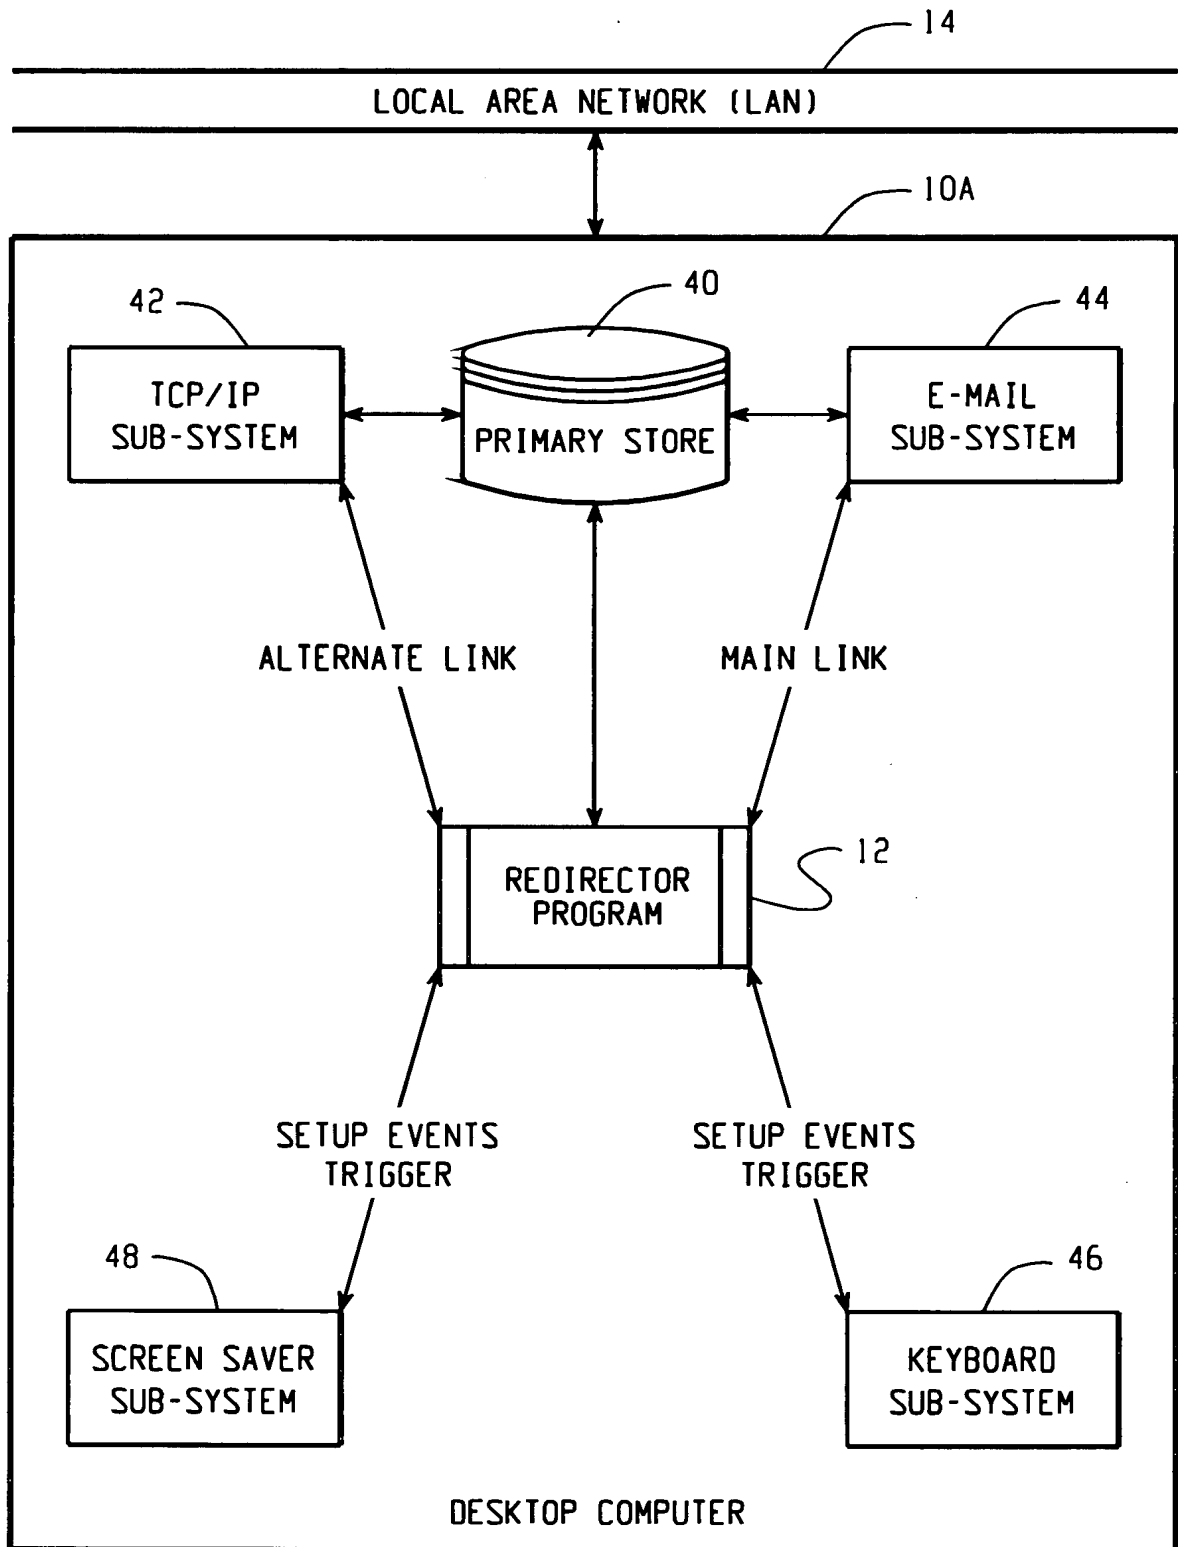 14
LOCAL AREA NETWORK (LAN)
10A
42
40
44
TCP/IP
SUB-SYSTEM
PRIMARY STORE
E-MAIL
SUB-SYSTEM
ALTERNATE LINK
MAIN LINK
12
REDIRECTOR
PROGRAM
SETUP EVENTS
TRIGGER
SETUP EVENTS
TRIGGER
48
46
SCREEN SAVER
SUB-SYSTEM
KEYBOARD
SUB-SYSTEM
DESKTOP COMPUTER